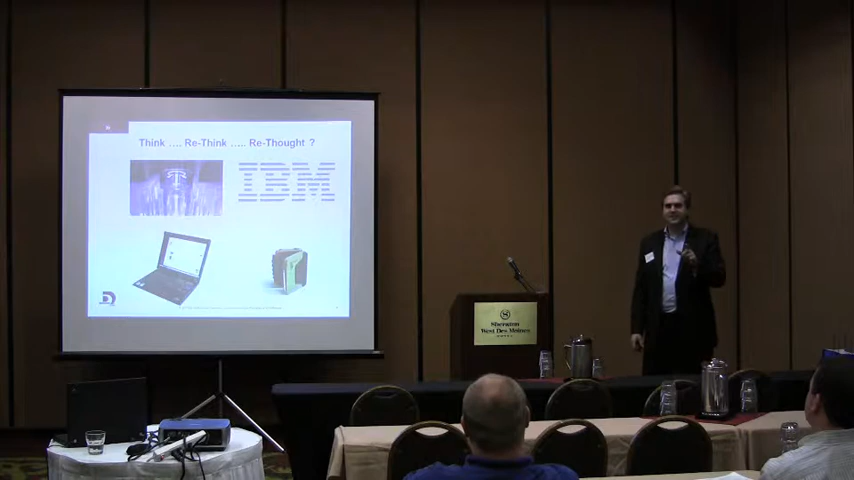 Think .... Re-Think ..... Re-Thought ?
IBM
Sheraton
West Des Moines